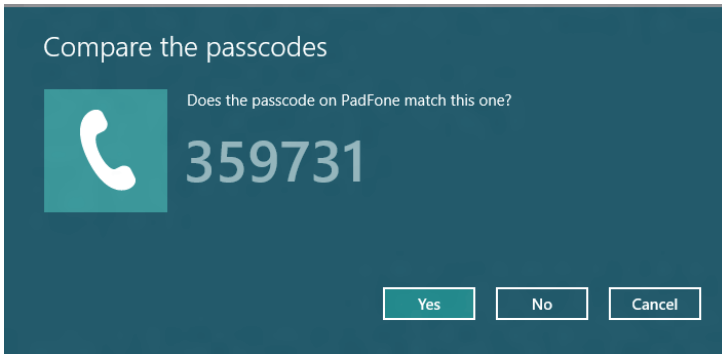 Compare the passcodes
Does the passcode on PadFone match this one?
359731
Yes No Cancel